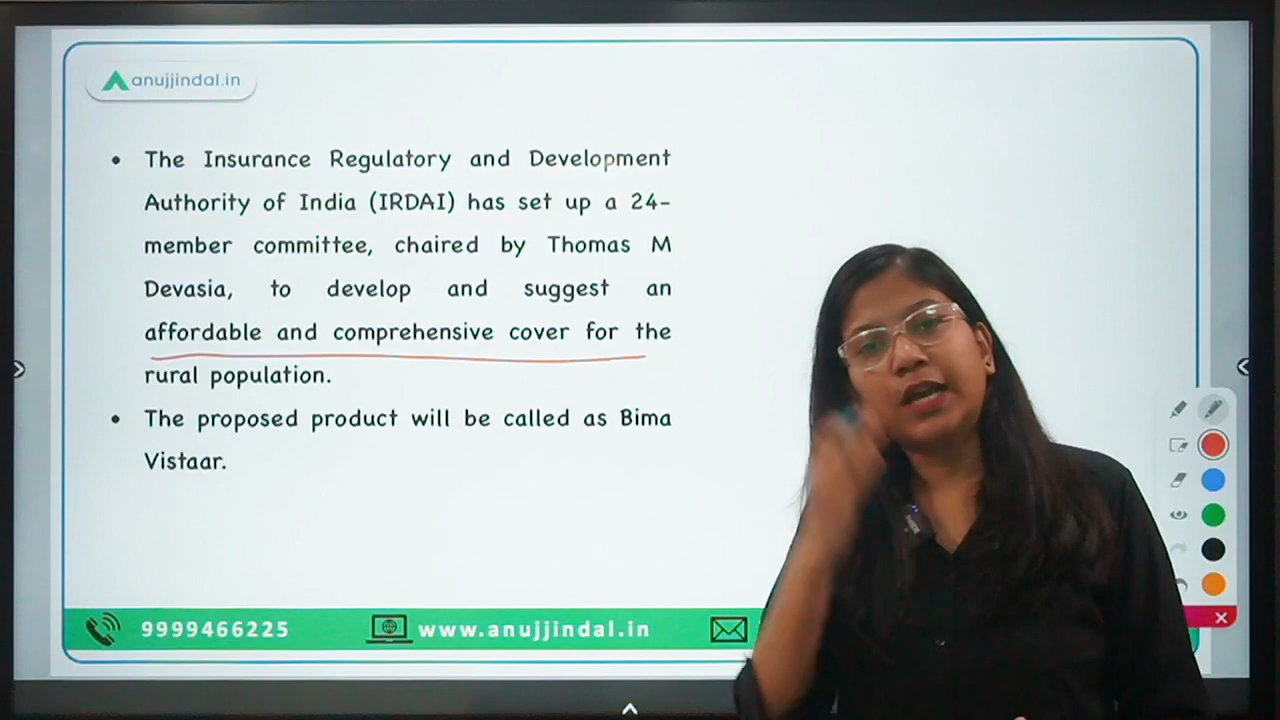 anujjindal.in
• The Insurance Regulatory and Development
Authority of India (IRDAI) has set up a 24-
member committee, chaired by Thomas M
Devasia, to develop and suggest an
affordable and comprehensive cover for the
rural population.
• The proposed product will be called as Bima
Vistaar.
9999466225
www.anujjindal.in